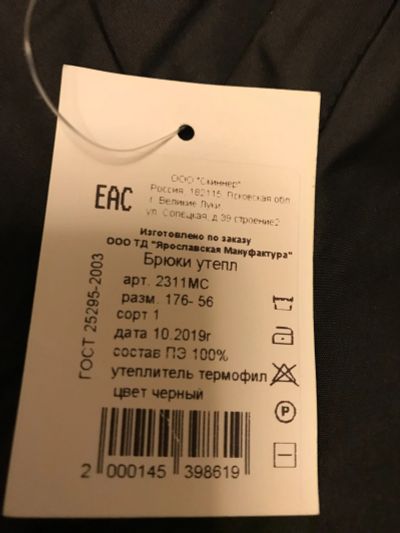 ООО "Скиннер"
Россия, 182115, Псковская обл.
г. Великие Луки
ул. д 39 строение2
EAC
Изготовлено по заказу
ООО ТД "Ярославская Мануфактура"
Брюки утепл
арт. 2311МС
разм. 176- 56
сорт 1
дата 10.2019г
состав ПЭ 100%
утеплитель термофил
цвет черный
ГОСТ 25295-2003
P
2 000145 398619